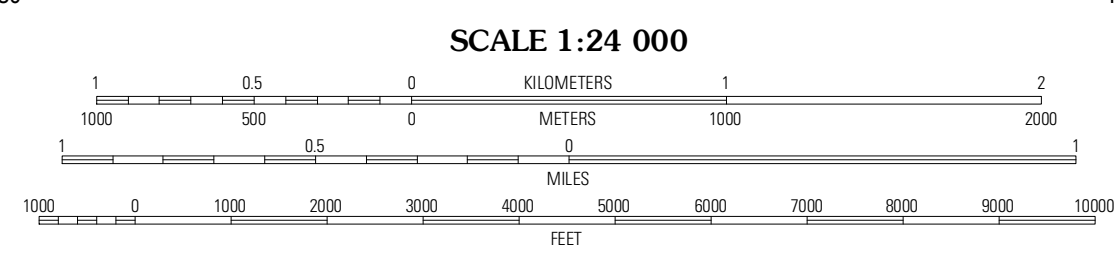 SCALE 1:24 000
1 0.5 0 KILOMETERS 1 2
1000 500 0 METERS 1000 2000
1 0.5 0 1
MILES
1000 0 1000 2000 3000 4000 5000 6000 7000 8000 9000 10000
FEET